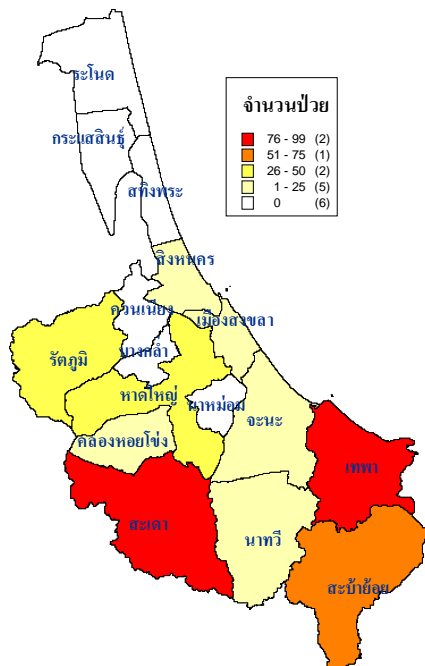 ระโนด
จำนวนป่วย
76 - 99 (2)
51 - 75 (1)
26 - 50 (2)
1 - 25 (5)
0 (6)
กระแสสินธุ์
สทิงพระ
สิงหนคร
ควนเนียง
เมืองสงขลา
บางกล่ำ
รัตภูมิ
หาดใหญ่
นาหม่อม
จะนะ
คลองหอยโข่ง
เทพา
สะเดา
นาทวี
สะบ้าย้อย